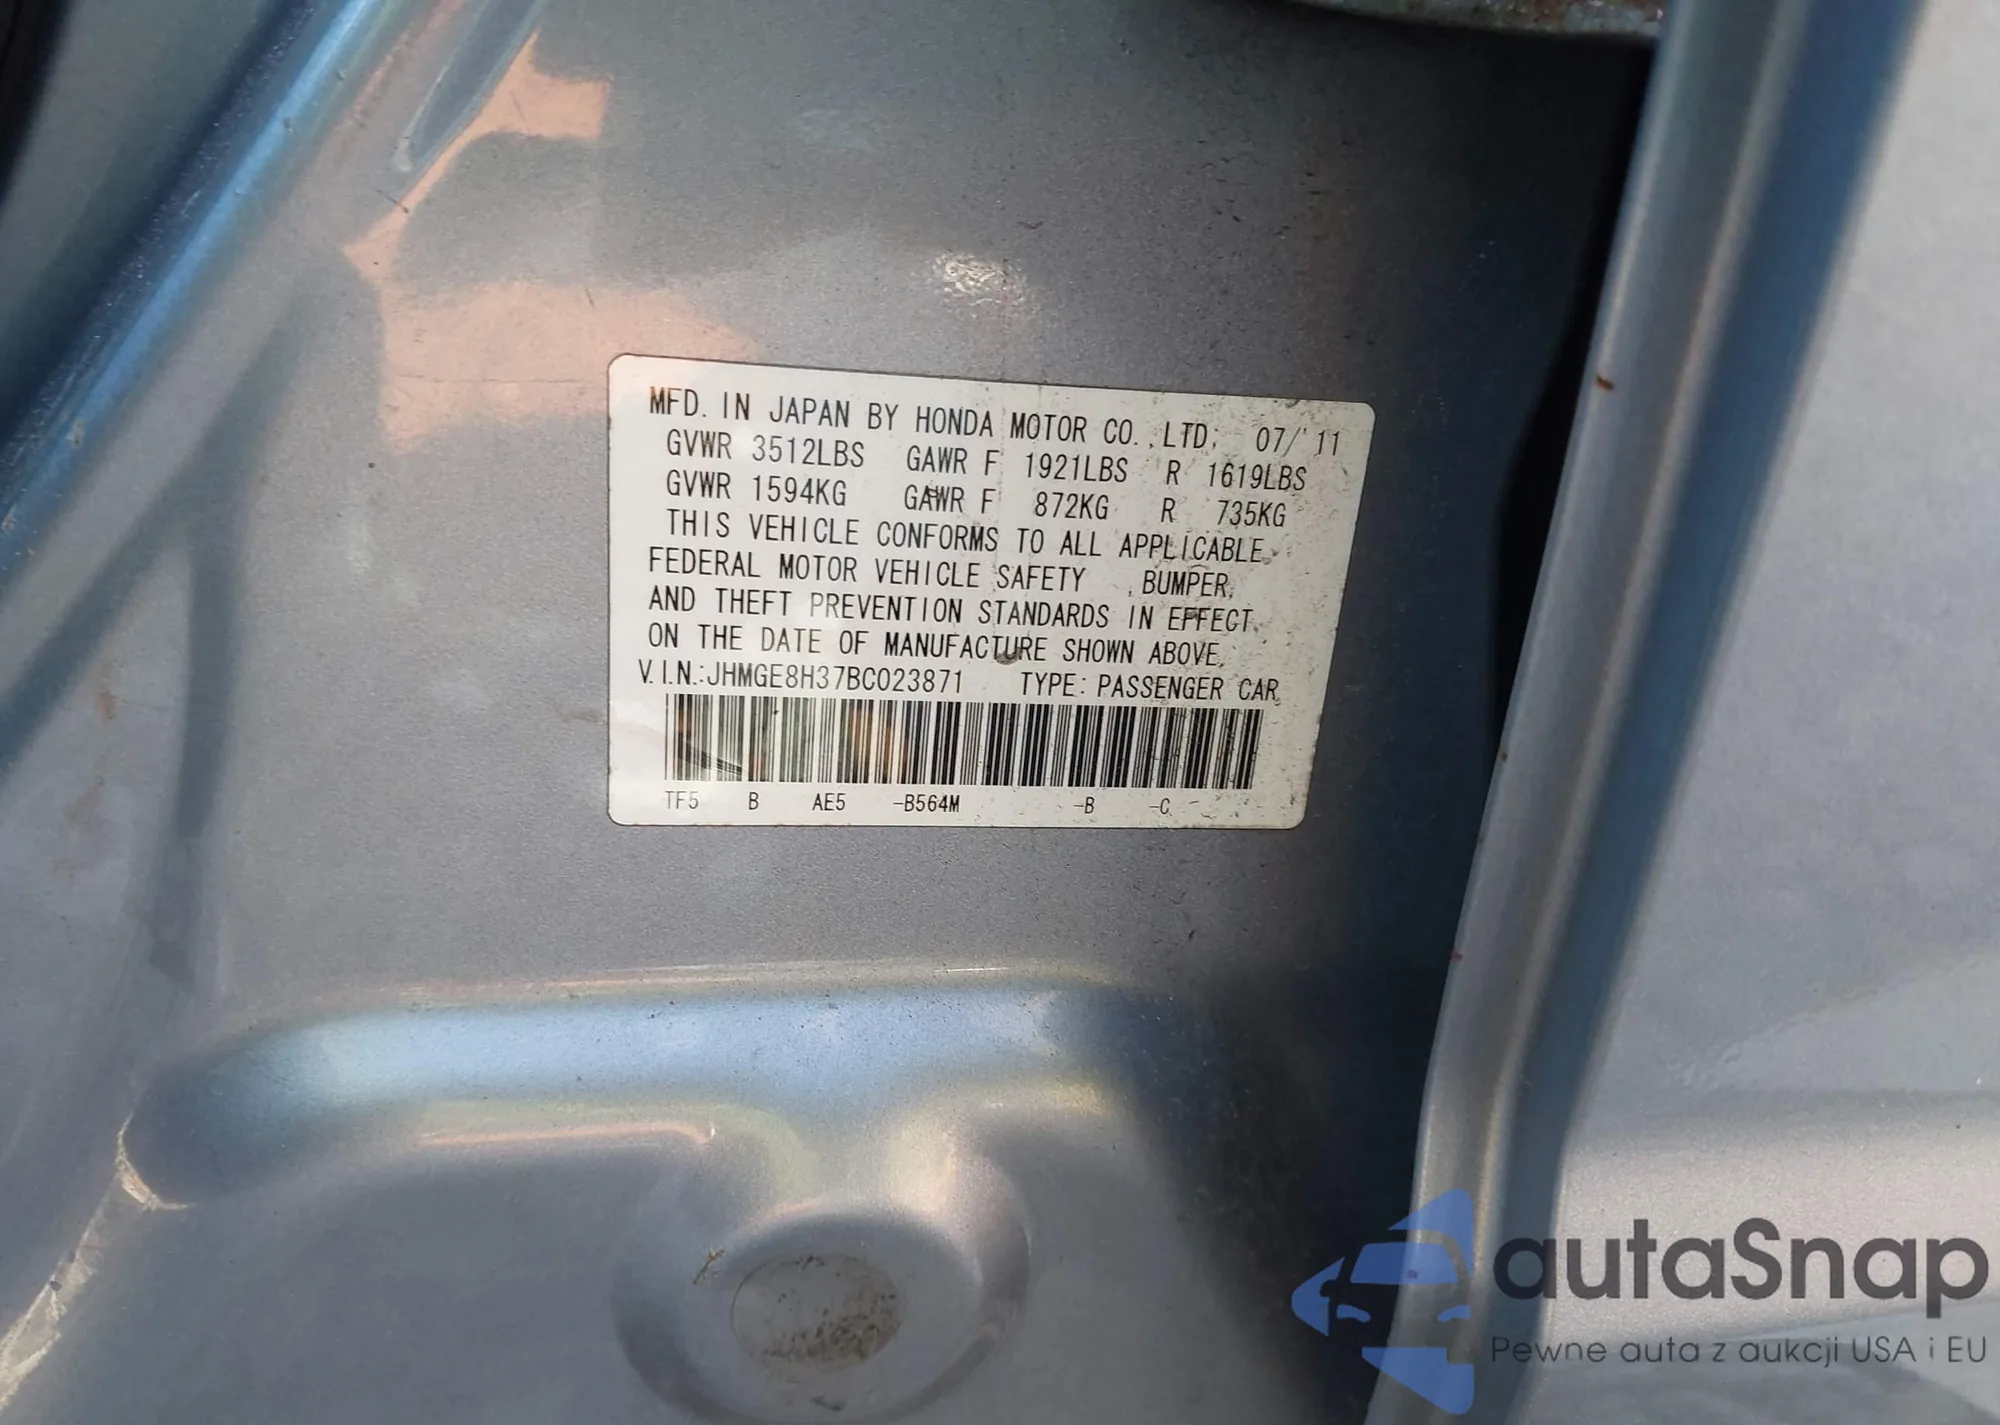 MFD. IN JAPAN BY HONDA MOTOR CO.,LTD. 07/'11
GVWR 3512LBS GAWR F 1921LBS R 1619LBS
GVWR 1594KG GAWR F 872KG R 735KG
THIS VEHICLE CONFORMS TO ALL APPLICABLE
FEDERAL MOTOR VEHICLE SAFETY , BUMPER,
AND THEFT PREVENTION STANDARDS IN EFFECT
ON THE DATE OF MANUFACTURE SHOWN ABOVE.
V.I.N.:JHMGE8H37BC023871 TYPE: PASSENGER CAR
TF5 B AE5 -B564M -B -C
autaSnap
Pewne auta z aukcji USA i EU